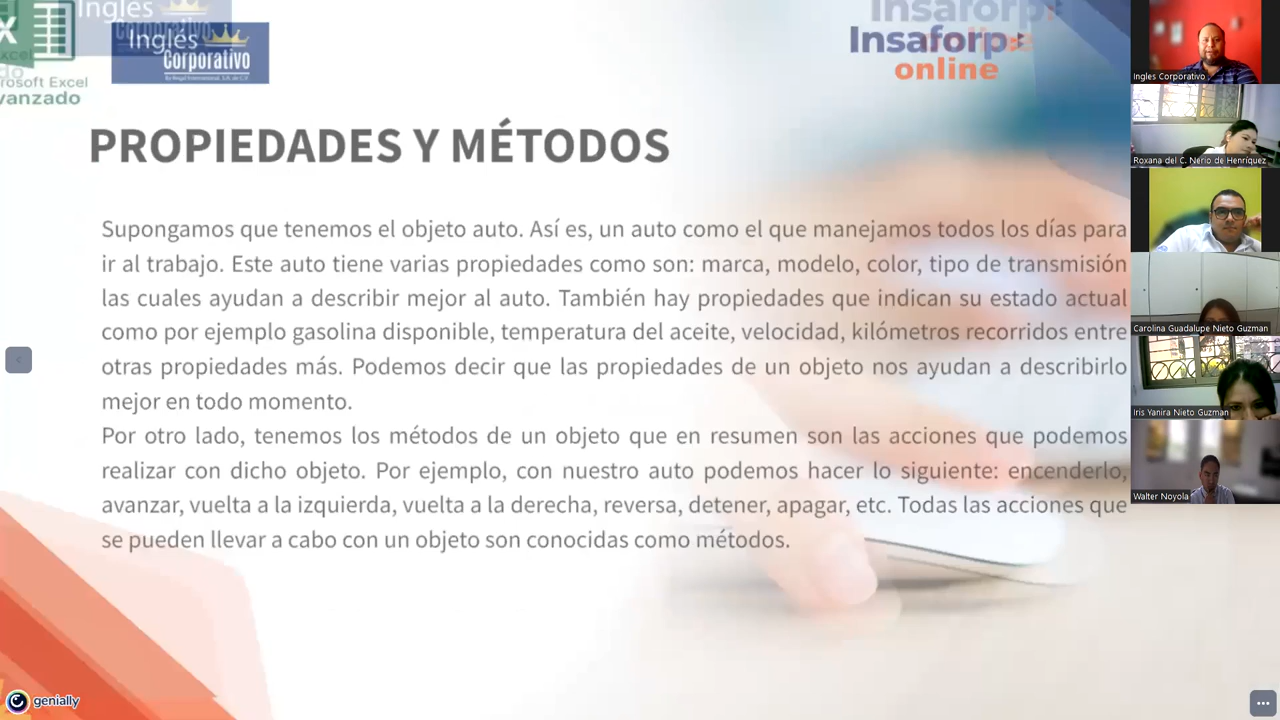 Inglés
Excel
Microsoft Excel
avanzado
Inglés
Corporativo
Insaforp
Insaforp
online
PROPIEDADES Y MÉTODOS
Supongamos que tenemos el objeto auto. Así es, un auto como el que manejamos todos los días para
ir al trabajo. Este auto tiene varias propiedades como son: marca, modelo, color, tipo de transmisión
las cuales ayudan a describir mejor al auto. También hay propiedades que indican su estado actual
como por ejemplo gasolina disponible, temperatura del aceite, velocidad, kilómetros recorridos entre
otras propiedades más. Podemos decir que las propiedades de un objeto nos ayudan a describirlo
mejor en todo momento.
Por otro lado, tenemos los métodos de un objeto que en resumen son las acciones que podemos
realizar con dicho objeto. Por ejemplo, con nuestro auto podemos hacer lo siguiente: encenderlo,
avanzar, vuelta a la izquierda, vuelta a la derecha, reversa, detener, apagar, etc. Todas las acciones que
se pueden llevar a cabo con un objeto son conocidas como métodos.
genially
Ingles Corporativo .
Roxana del C. Nerio de Henríquez
Carolina Guadalupe Nieto Guzman
Iris Yanira Nieto Guzman
Walter Noyola